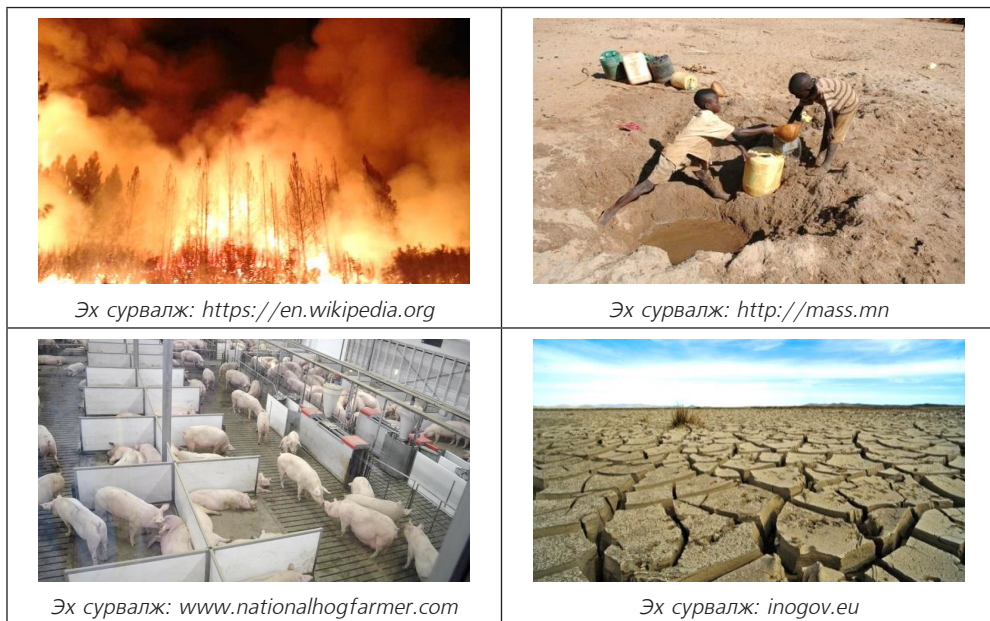 Эх сурвалж: https://en.wikipedia.org
Эх сурвалж: http://mass.mn
Эх сурвалж: www.nationalhogfarmer.com
Эх сурвалж: inogov.eu